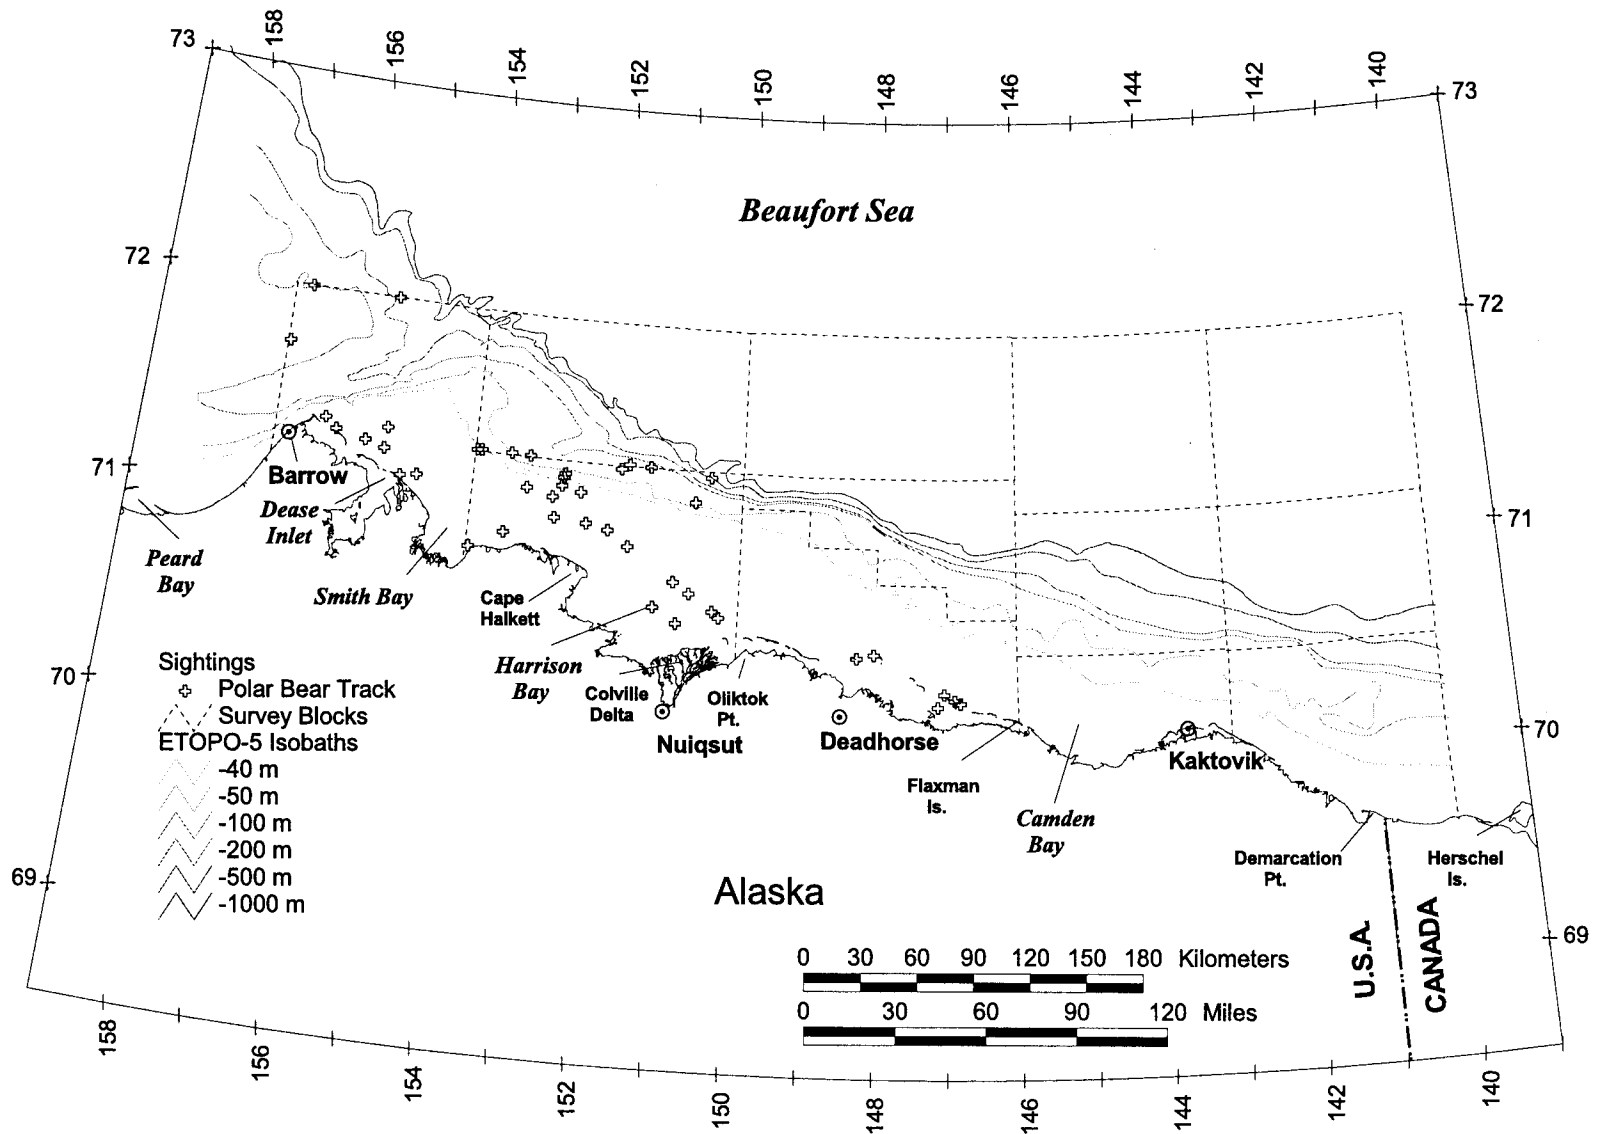 158
156
154
152
150
148
146
144
142
140
73
73
Beaufort Sea
72
72
71
71
Barrow
Dease
Inlet
Peard
Bay
Smith Bay
Cape
Halkett
Harrison
Bay
Colville
Delta
Oliktok
Pt.
Nuiqsut
Deadhorse
Flaxman
Is.
Camden
Bay
Kaktovik
Demarcation
Pt.
Herschel
Is.
70
70
Sightings
Polar Bear Track
Survey Blocks
ETOPO-5 Isobaths
-40 m
-50 m
-100 m
-200 m
-500 m
-1000 m
69
69
Alaska
U.S.A.
CANADA
0 30 60 90 120 150 180 Kilometers
0 30 60 90 120 Miles
158
156
154
152
150
148
146
144
142
140